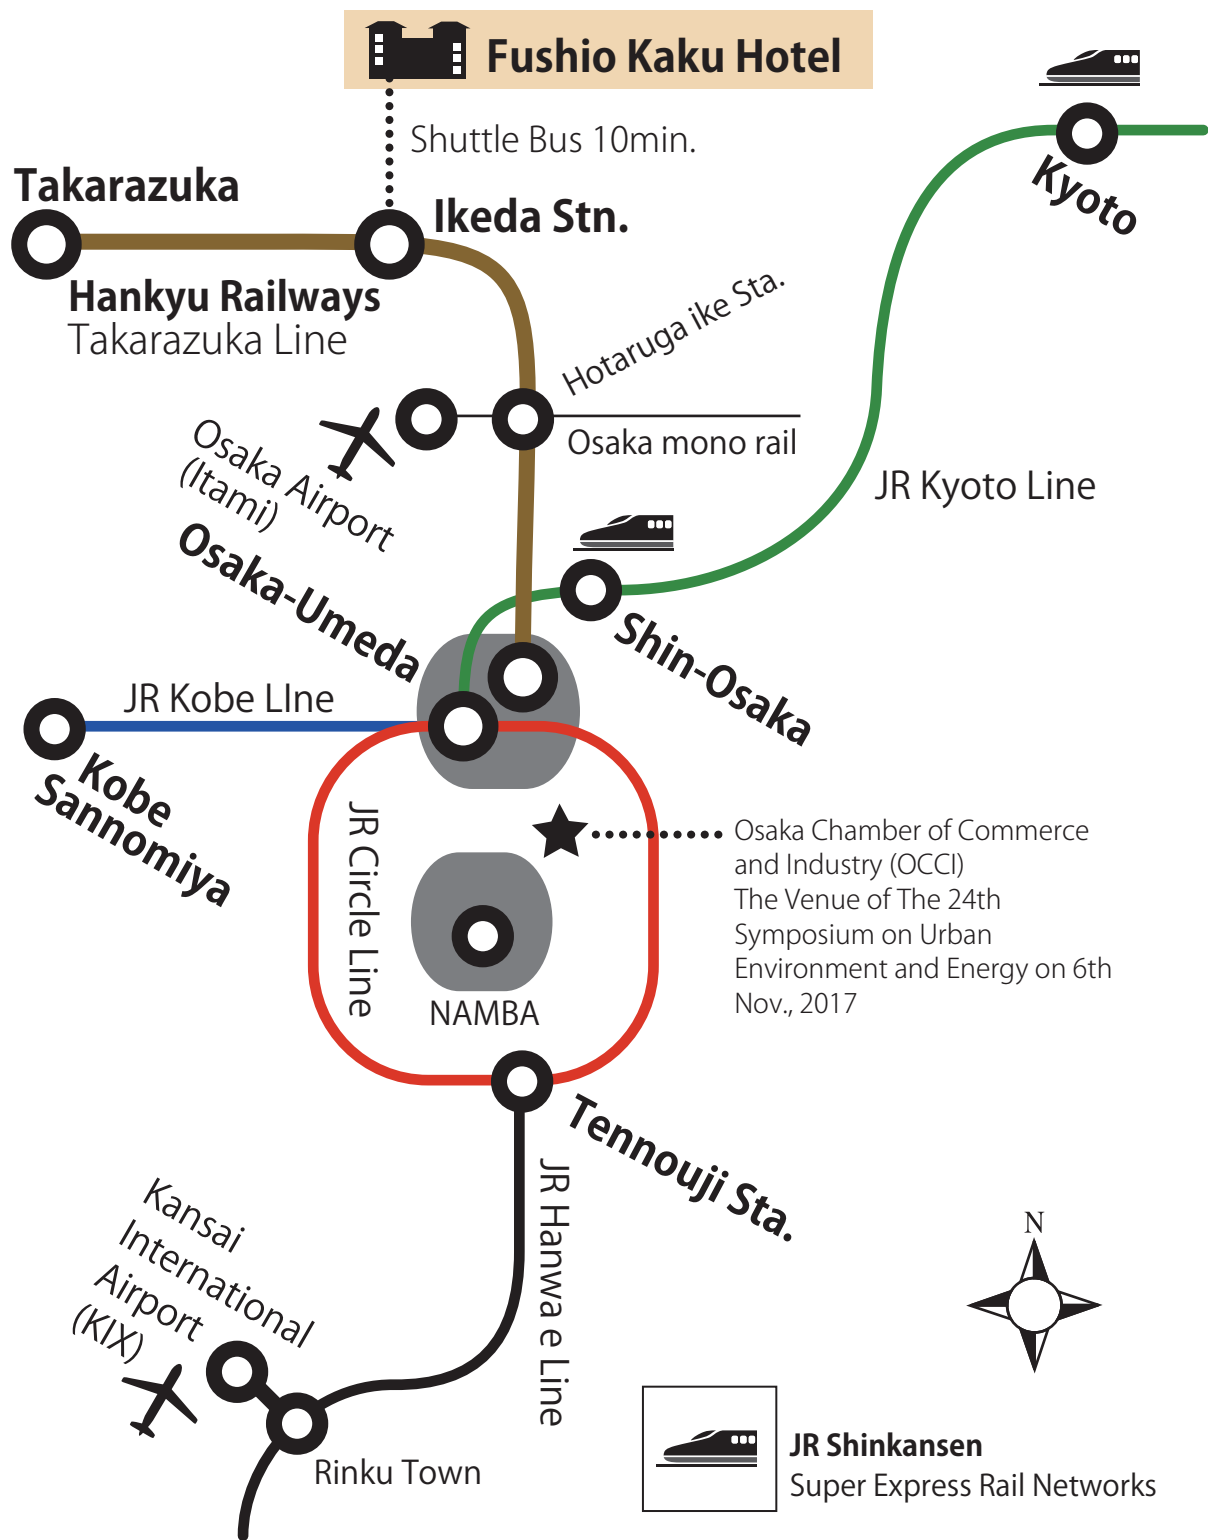 Fushio Kaku Hotel
Shuttle Bus 10min.
Kyoto
Takarazuka
Ikeda Stn.
Hankyu Railways
Takarazuka Line
Hotaruga ike Sta.
Osaka mono rail
Osaka Airport
(Itami)
JR Kyoto Line
Osaka-Umeda
Shin-Osaka
JR Kobe LIne
Kobe
Sannomiya
JR Circle Line
Osaka Chamber of Commerce
and Industry (OCCI)
The Venue of The 24th
Symposium on Urban
Environment and Energy on 6th
Nov., 2017
NAMBA
Tennouji Sta.
JR Hanwa e Line
Kansai
International
Airport
(KIX)
Rinku Town
N
JR Shinkansen
Super Express Rail Networks